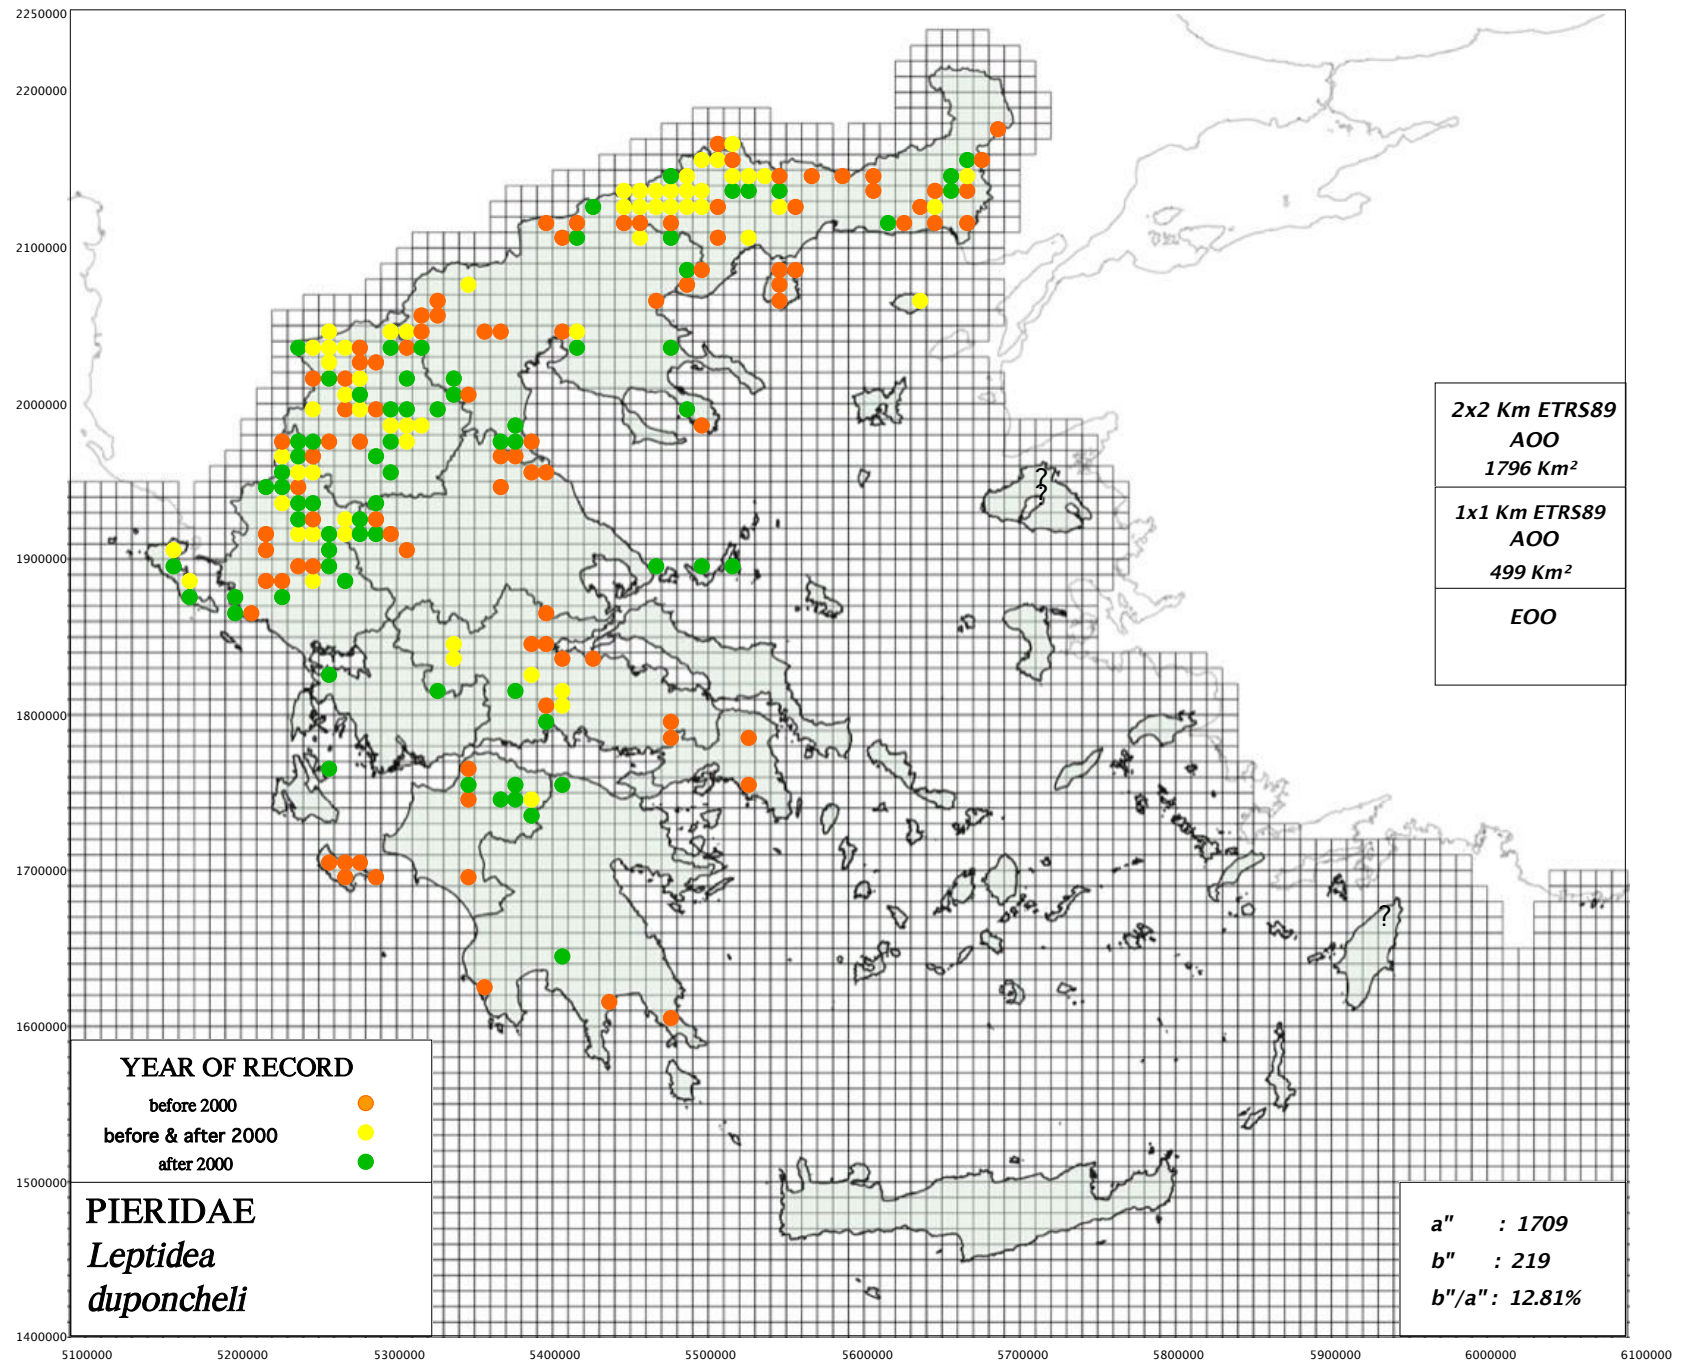 2250000
2200000
2100000
2000000
1900000
1800000
1700000
1600000
1500000
1400000
5100000 5200000 5300000 5400000 5500000 5600000 5700000 5800000 5900000 6000000 6100000
2x2 Km ETRS89
AOO
1796 Km²
1x1 Km ETRS89
AOO
499 Km²
EOO
?
?
?
YEAR OF RECORD
before 2000
before & after 2000
after 2000
PIERIDAE
Leptidea
duponcheli
a" : 1709
b" : 219
b"/a" : 12.81%